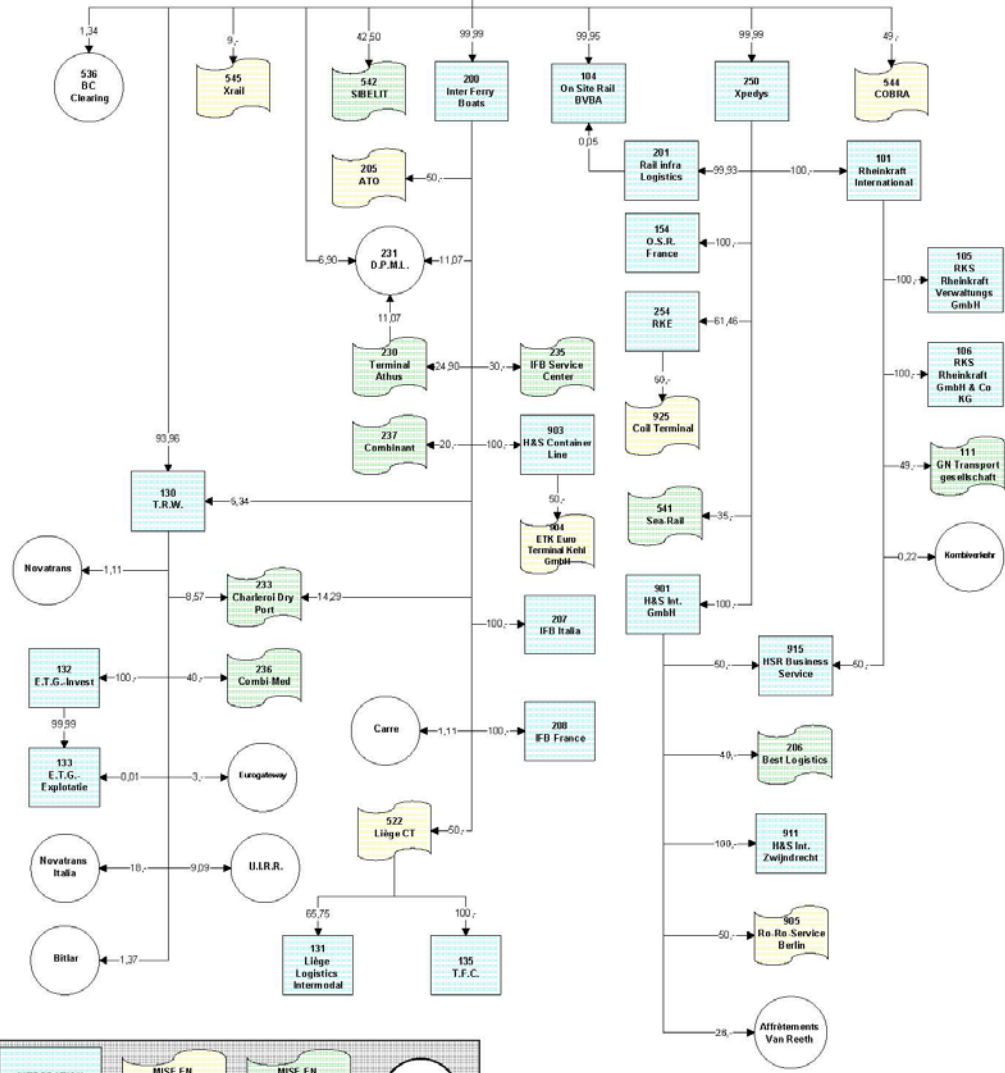 1,34
9,-
42,50
99,99
99,95
99,99
49,-
536
BC
Clearing
545
Xrail
542
SIBELIT
200
Inter Ferry
Boats
104
On Site Rail
BVBA
250
Xpedys
544
COBRA
0,05
205
ATO
50,-
201
Rail infra
Logistics
99,93
100,-
101
Rheinkraft
International
154
O.S.R.
France
100,-
6,90
231
D.P.M.L.
11,07
105
RKS
Rheinkraft
Verwaltungs
GmbH
100,-
11,07
254
RKE
61,46
230
Terminal
Athus
24,90
30,-
235
IFB Service
Center
106
RKS
Rheinkraft
GmbH & Co
KG
100,-
50,-
925
Coil Terminal
93,96
237
Combinant
20,-
100,-
903
H&S Container
Line
49,-
111
GN Transport
gesellschaft
130
T.R.W.
50,-
904
ETK Euro
Terminal Kehl
GmbH
541
Sea-Rail
35,-
Novatrans
1,11
0,22
Kombiverkehr
8,57
233
Charleroi Dry
Port
14,29
901
H&S Int.
GmbH
100,-
100,-
207
IFB Italia
132
E.T.G.-Invest
100,-
40,-
236
Combi-Med
50,-
915
HSR Business
Service
50,-
99,99
Carre
1,11
100,-
208
IFB France
40,-
206
Best Logistics
133
E.T.G.-
Explotatie
0,01
3,-
Eurogateway
522
Liège CT
50,-
100,-
911
H&S Int.
Zwijndrecht
Novatrans
Italia
18,-
9,09
U.I.R.R.
65,75
100,-
50,-
905
Ro-Ro-Service
Berlin
Bitlar
1,37
131
Liège
Logistics
Intermodal
135
T.F.C.
Affrètements
Van Reeth
MISE EN
MISE EN